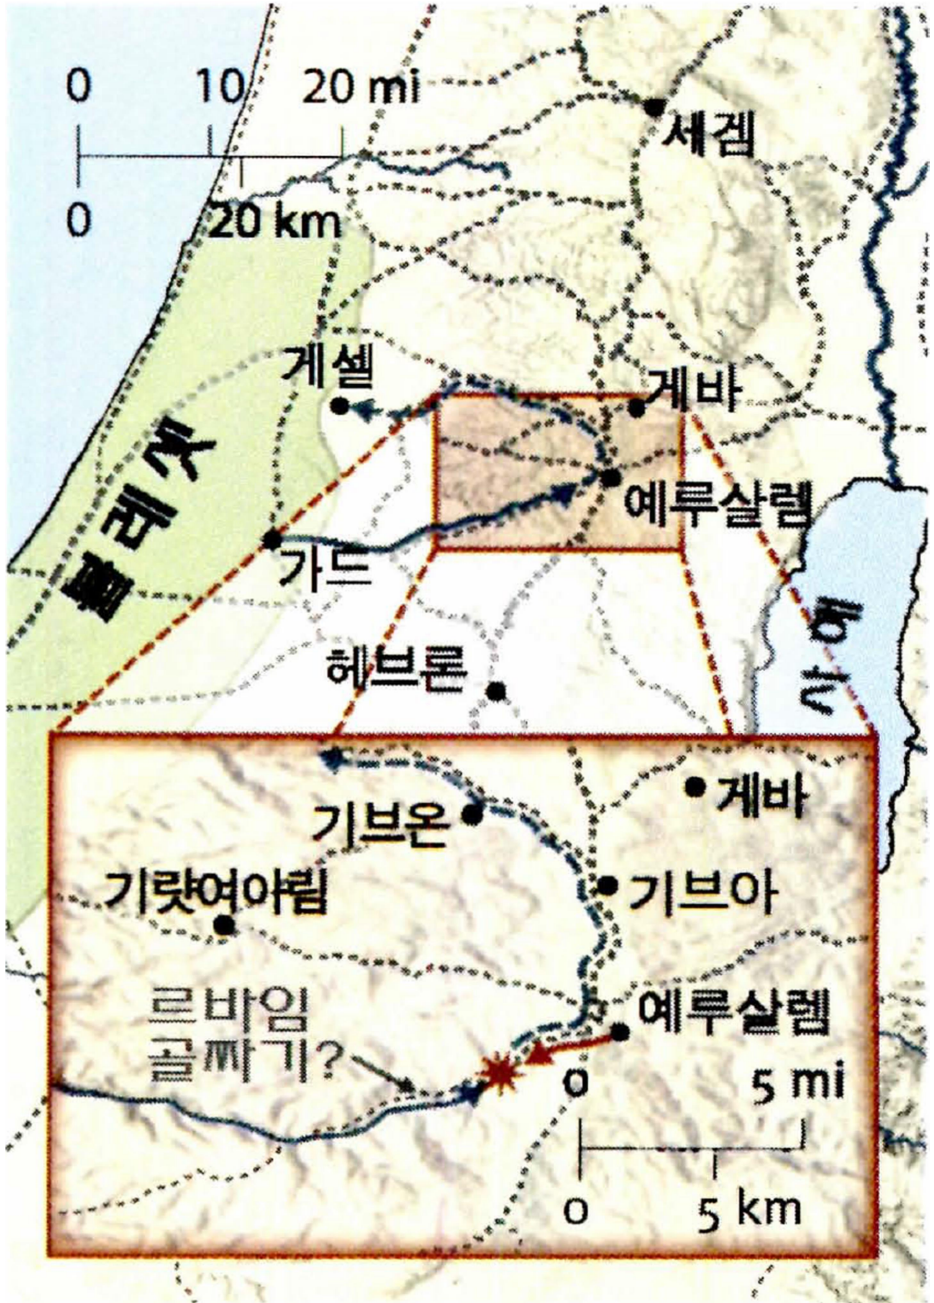 0 10 20 mi
0 20 km
세겜
게셀
게바
블레셋
예루살렘
가드
헤브론
사해
게바
기브온
기브아
기럇여아림
르바임
골짜기?
예루살렘
0 5 mi
0 5 km